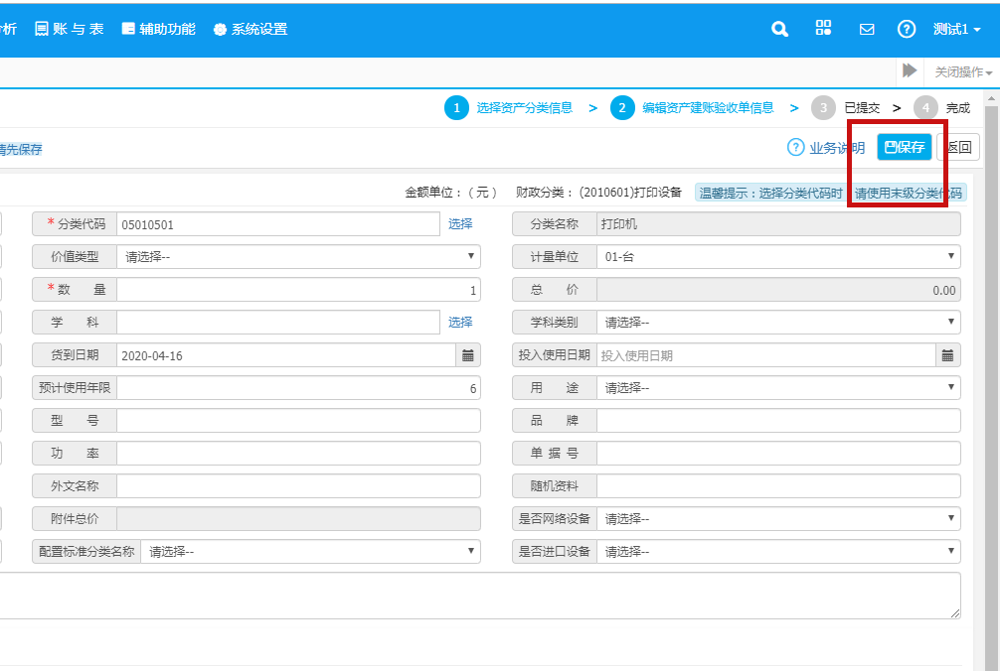 析 账与表 辅助功能 系统设置 测试1
关闭操作
1 选择资产分类信息 > 2 编辑资产建账验收单信息 > 3 已提交 > 4 完成
请先保存 ? 业务说明 保存 返回
金额单位：( 元 ) 财政分类： (2010601)打印设备 温馨提示：选择分类代码时 请使用末级分类代码
* 分类代码 05010501 选择 分类名称 打印机
价值类型 请选择-- 计量单位 01-台
* 数 量 1 总 价 0.00
学 科 选择 学科类别 请选择--
货到日期 2020-04-16 投入使用日期 投入使用日期
预计使用年限 6 用 途 请选择--
型 号 品 牌
功 率 单 据 号
外文名称 随机资料
附件总价 是否网络设备 请选择--
配置标准分类名称 请选择-- 是否进口设备 请选择--